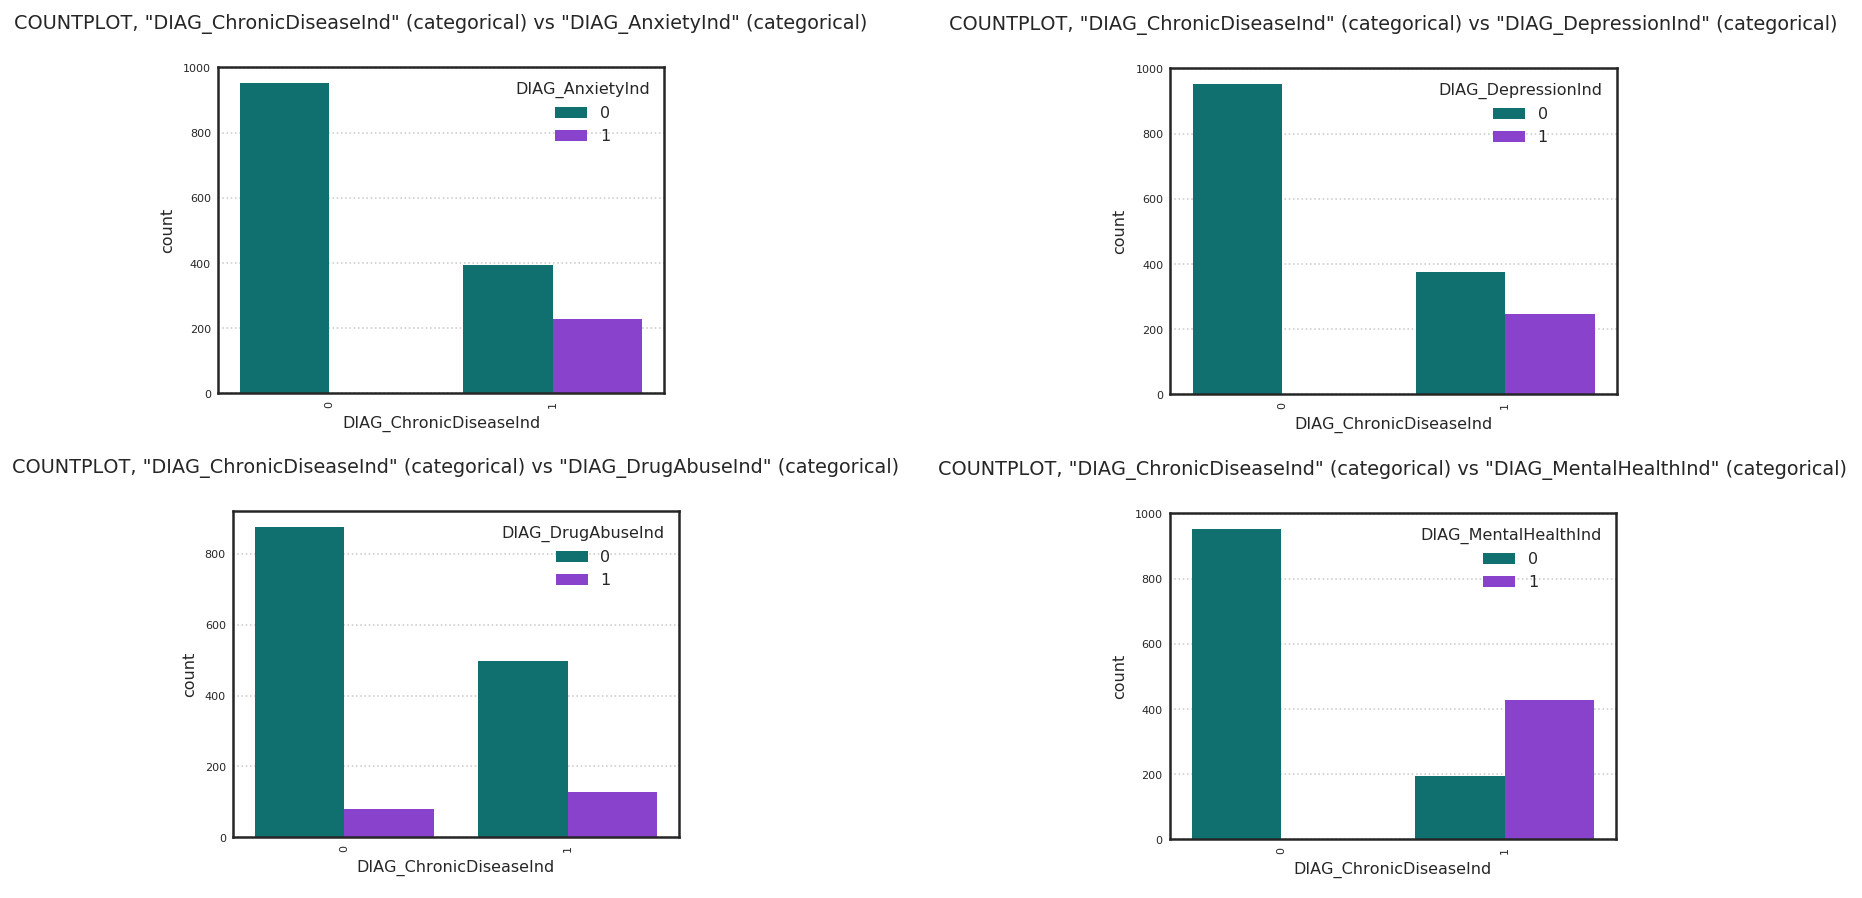 COUNTPLOT, "DIAG_ChronicDiseaseInd" (categorical) vs "DIAG_AnxietyInd" (categorical)
1000
800
600
400
200
0
count
DIAG_AnxietyInd
0
1
0
1
DIAG_ChronicDiseaseInd
COUNTPLOT, "DIAG_ChronicDiseaseInd" (categorical) vs "DIAG_DepressionInd" (categorical)
1000
800
600
400
200
0
count
DIAG_DepressionInd
0
1
0
1
DIAG_ChronicDiseaseInd
COUNTPLOT, "DIAG_ChronicDiseaseInd" (categorical) vs "DIAG_DrugAbuseInd" (categorical)
800
600
400
200
0
count
DIAG_DrugAbuseInd
0
1
0
1
DIAG_ChronicDiseaseInd
COUNTPLOT, "DIAG_ChronicDiseaseInd" (categorical) vs "DIAG_MentalHealthInd" (categorical)
1000
800
600
400
200
0
count
DIAG_MentalHealthInd
0
1
0
1
DIAG_ChronicDiseaseInd